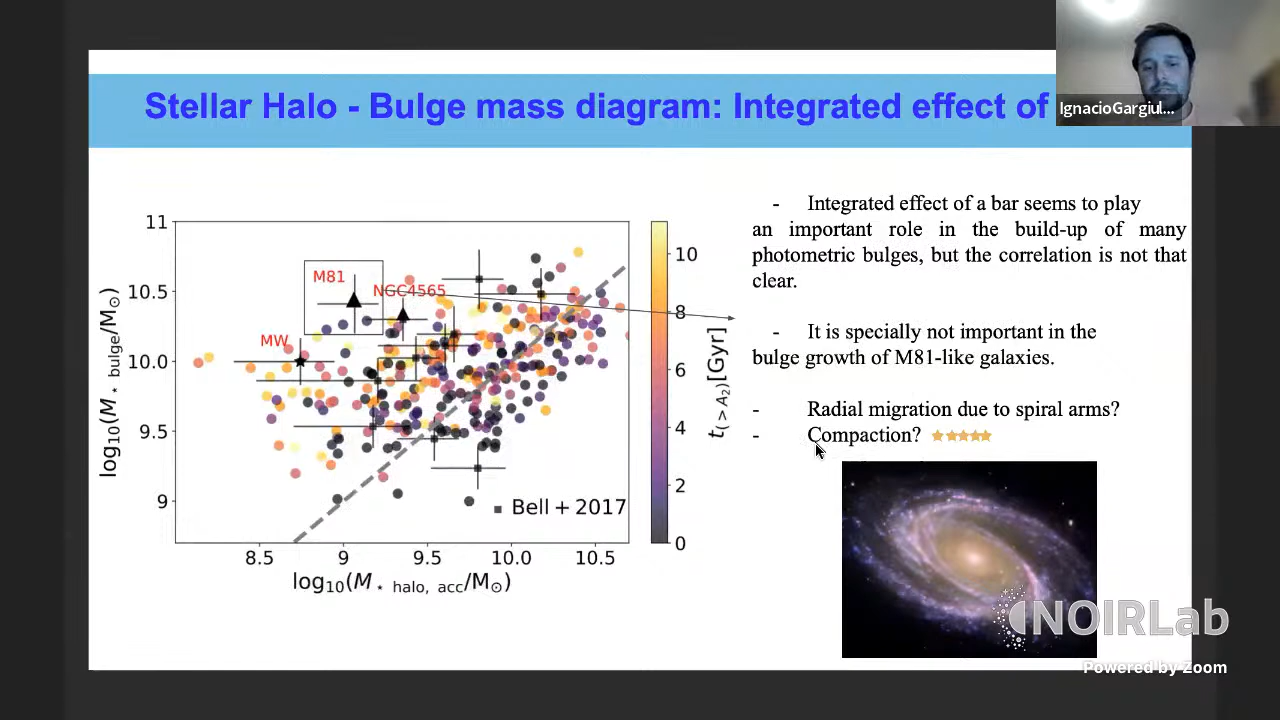 Stellar Halo - Bulge mass diagram: Integrated effect of
IgnacioGargiul...
- Integrated effect of a bar seems to play
an important role in the build-up of many
photometric bulges, but the correlation is not that
clear.
- It is specially not important in the
bulge growth of M81-like galaxies.
- Radial migration due to spiral arms?
- Compaction? ★★★★★
11
10.5
10.0
9.5
9
log₁₀(M⋆ bulge/M☉)
M81
NGC4565
MW
Bell + 2017
8.5 9 9.5 10.0 10.5
log₁₀(M⋆ halo, acc/M☉)
10
8
6
4
2
0
t(> A₂)[Gyr]
NOIRLab
Powered by Zoom